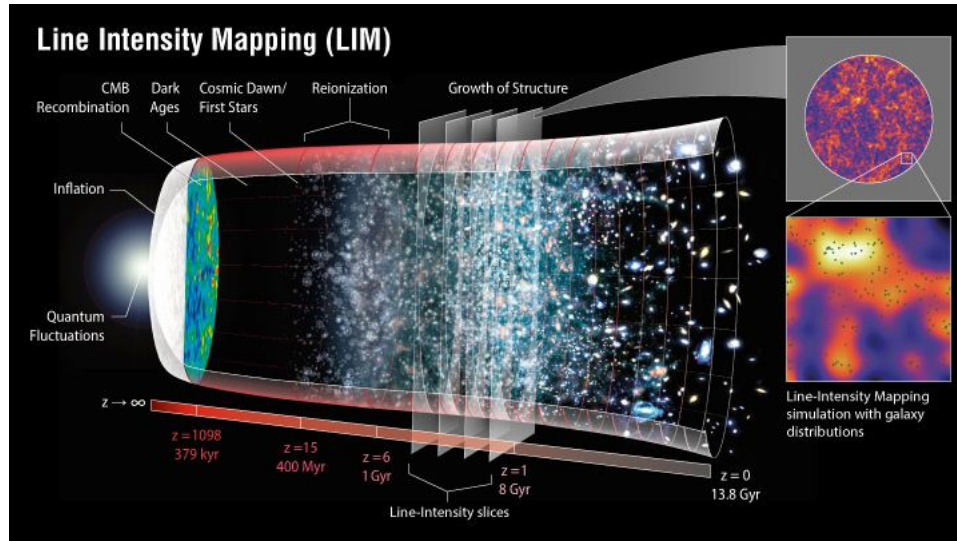 Line Intensity Mapping (LIM)
CMB
Recombination
Dark
Ages
Cosmic Dawn/
First Stars
Reionization
Growth of Structure
Inflation
Quantum
Fluctuations
z → ∞
z=1098
379 kyr
z=15
400 Myr
z=6
1 Gyr
z=1
8 Gyr
z=0
13.8 Gyr
Line-Intensity slices
Line-Intensity Mapping
simulation with galaxy
distributions